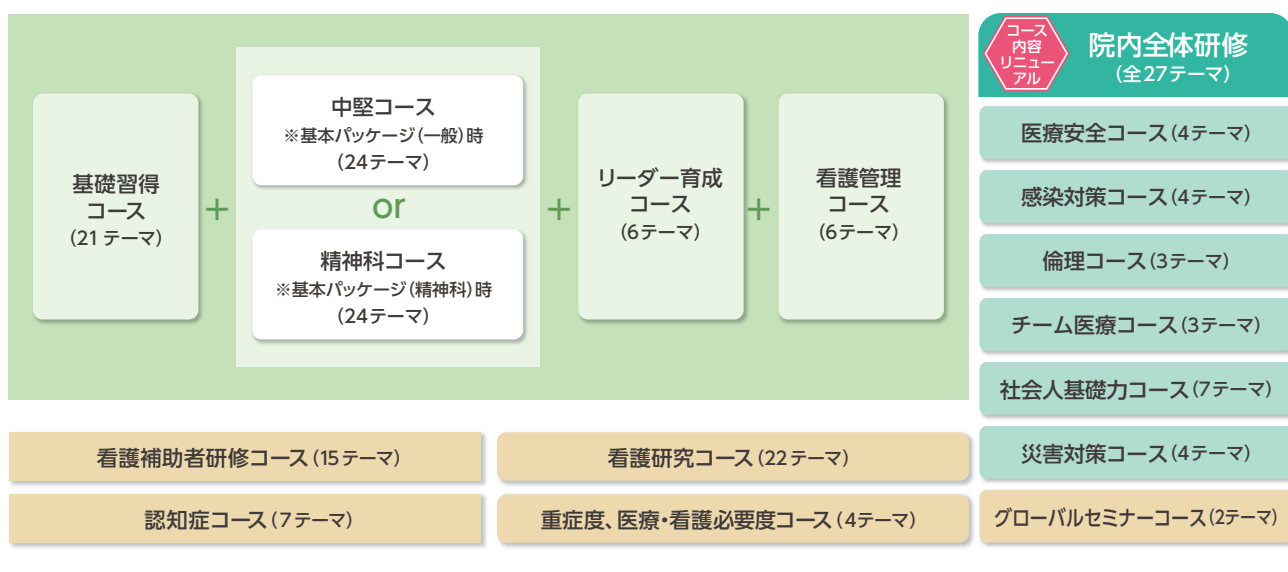 基礎習得
コース
(21テーマ)
+
中堅コース
※基本パッケージ(一般)時
(24テーマ)
or
精神科コース
※基本パッケージ(精神科)時
(24テーマ)
+
リーダー育成
コース
(6テーマ)
+
看護管理
コース
(6テーマ)
コース
内容
リニュー
アル
院内全体研修
(全27テーマ)
医療安全コース(4テーマ)
感染対策コース(4テーマ)
倫理コース(3テーマ)
チーム医療コース(3テーマ)
社会人基礎力コース(7テーマ)
災害対策コース(4テーマ)
看護補助者研修コース(15テーマ)
看護研究コース(22テーマ)
認知症コース(7テーマ)
重症度、医療・看護必要度コース(4テーマ)
グローバルセミナーコース(2テーマ)